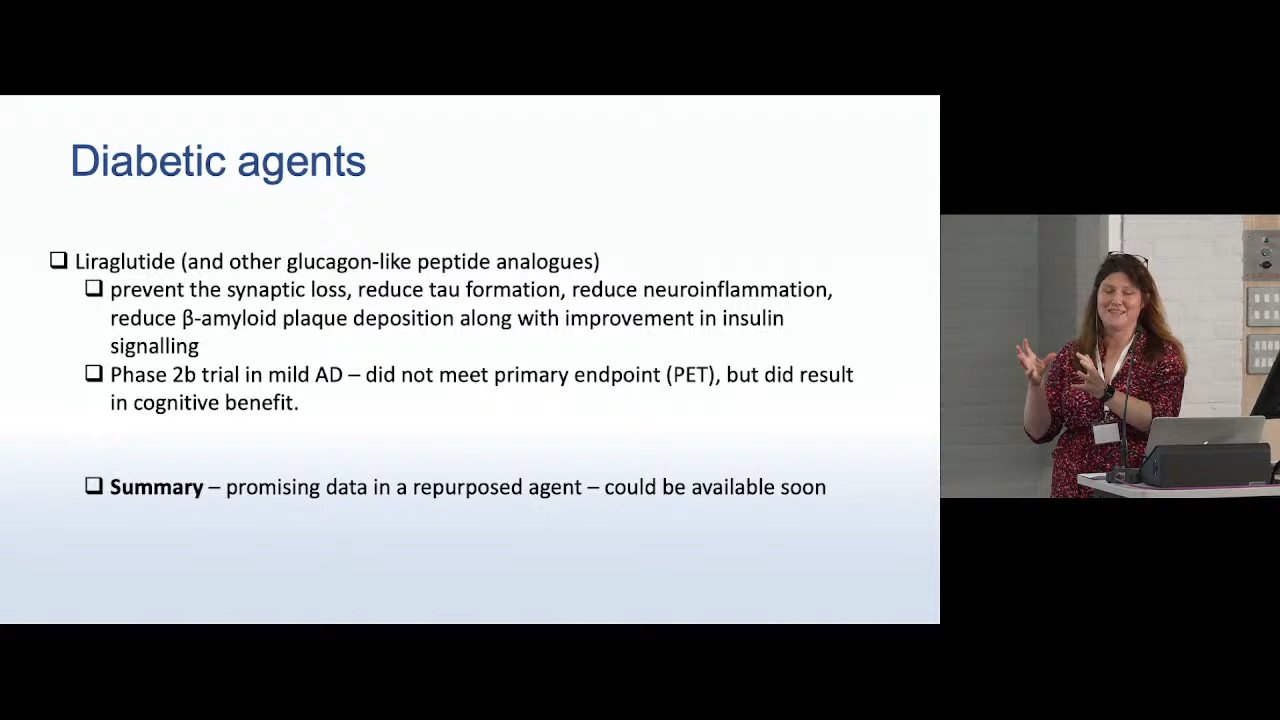 Diabetic agents
❑ Liraglutide (and other glucagon-like peptide analogues)
❑ prevent the synaptic loss, reduce tau formation, reduce neuroinflammation,
reduce β-amyloid plaque deposition along with improvement in insulin
signalling
❑ Phase 2b trial in mild AD – did not meet primary endpoint (PET), but did result
in cognitive benefit.
❑ Summary – promising data in a repurposed agent – could be available soon